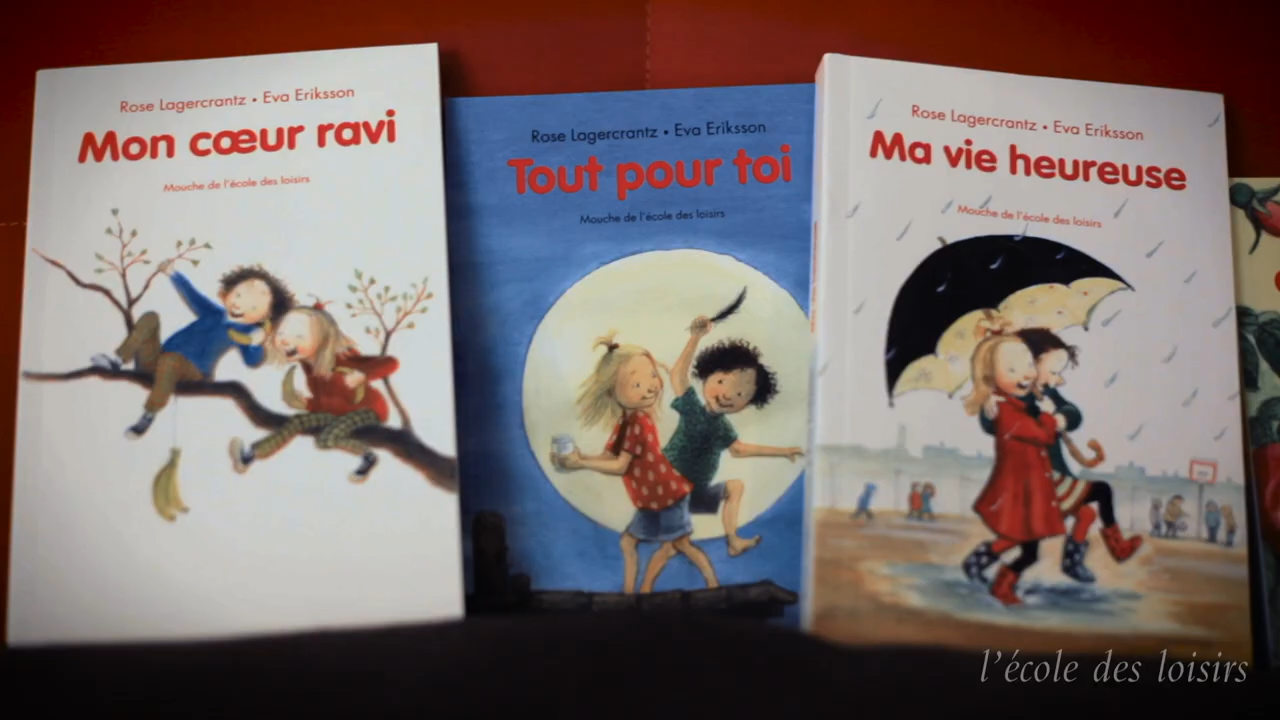 Rose Lagercrantz • Eva Eriksson
Mon cœur ravi
Mouche de l'école des loisirs
Rose Lagercrantz • Eva Eriksson
Tout pour toi
Mouche de l'école des loisirs
Rose Lagercrantz • Eva Eriksson
Ma vie heureuse
Mouche de l'école des loisirs
l'école des loisirs